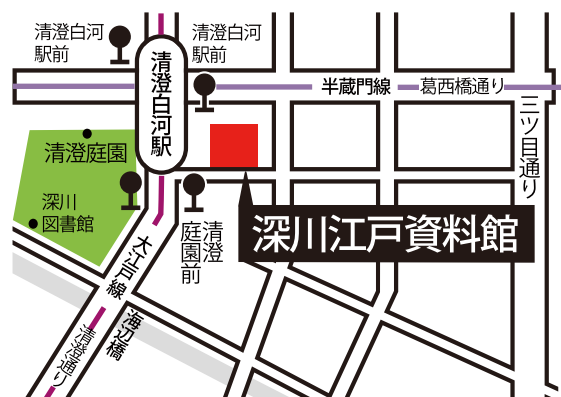 清澄白河
駅前
清澄白河
駅前
清澄白河駅
半蔵門線
葛西橋通り
三ツ目通り
清澄庭園
深川
図書館
清澄
庭園前
深川江戸資料館
大江戸線
海辺橋
清澄通り